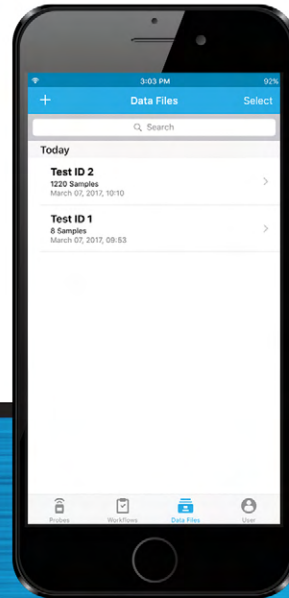 3:03 PM
92%
+ Data Files Select
Search
Today
Test ID 2
1220 Samples
March 07, 2017, 10:10
Test ID 1
8 Samples
March 07, 2017, 09:53
Probes Workflows Data Files User